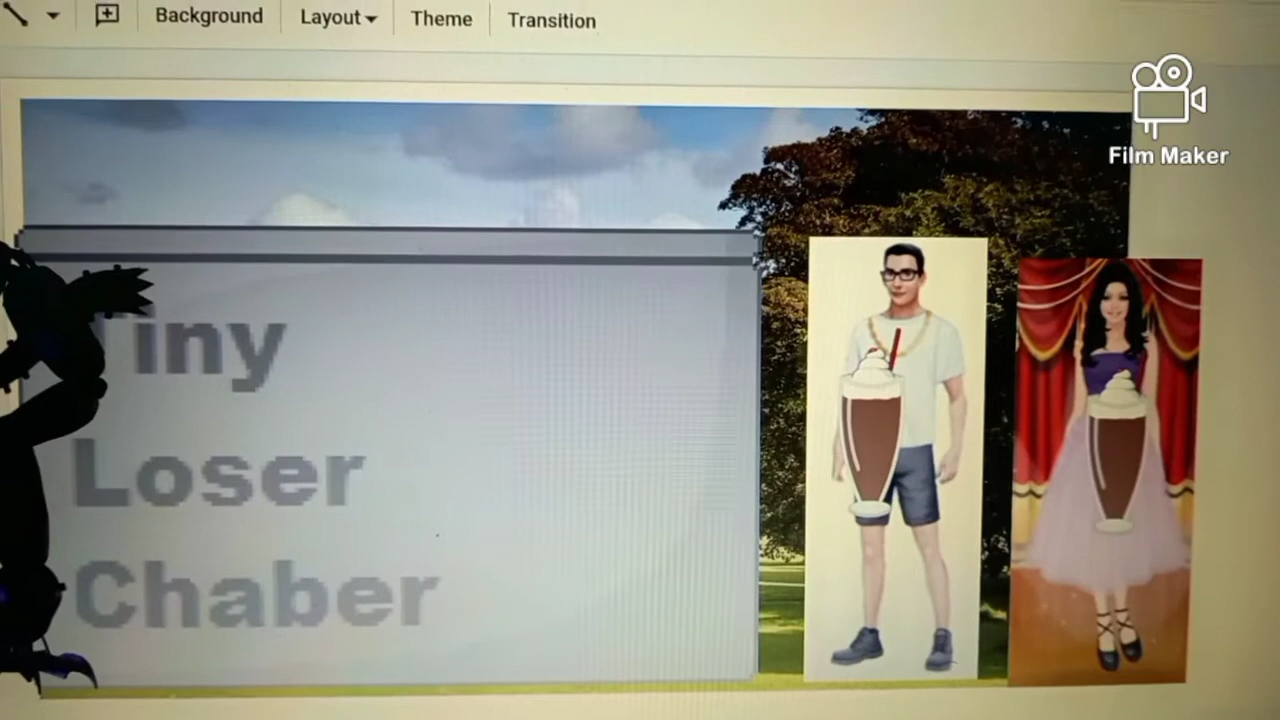 Background Layout Theme Transition
Film Maker
Tiny
Loser
Chaber